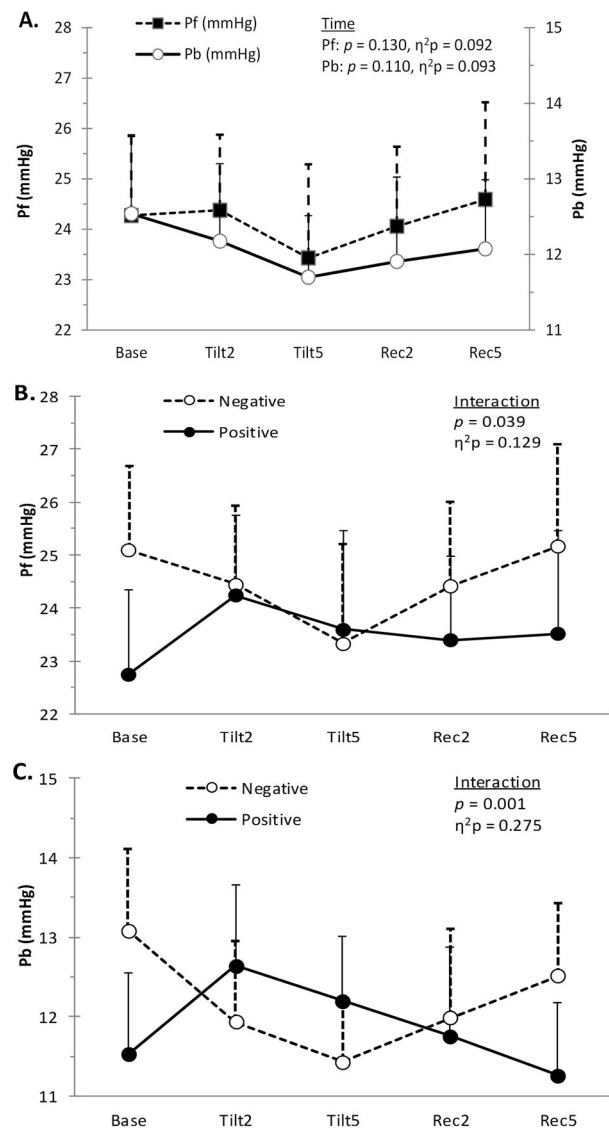 A.
Pf (mmHg)
Pb (mmHg)
Time
Pf: p = 0.130, η²p = 0.092
Pb: p = 0.110, η²p = 0.093
28
27
26
25
24
23
22
Pf (mmHg)
15
14
13
12
11
Pb (mmHg)
Base Tilt2 Tilt5 Rec2 Rec5
B.
Negative
Positive
Interaction
p = 0.039
η²p = 0.129
28
27
26
25
24
23
22
Pf (mmHg)
Base Tilt2 Tilt5 Rec2 Rec5
C.
Negative
Positive
Interaction
p = 0.001
η²p = 0.275
15
14
13
12
11
Pb (mmHg)
Base Tilt2 Tilt5 Rec2 Rec5